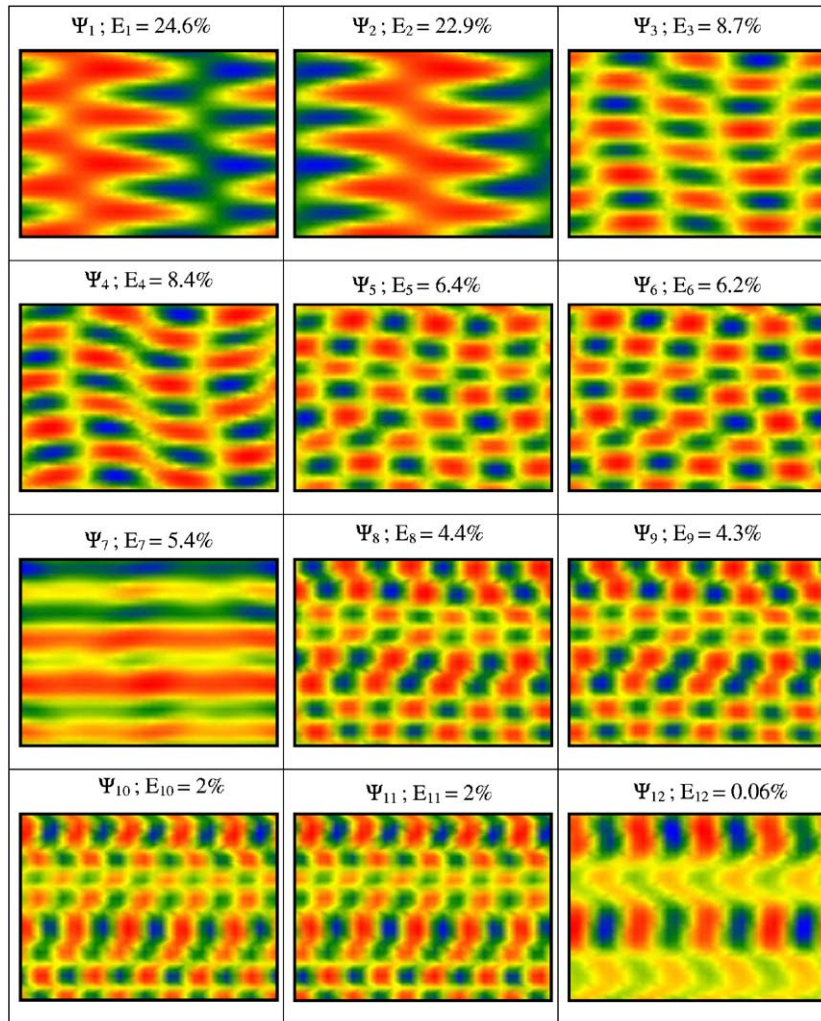 Ψ₁ ; E₁ = 24.6%
Ψ₂ ; E₂ = 22.9%
Ψ₃ ; E₃ = 8.7%
Ψ₄ ; E₄ = 8.4%
Ψ₅ ; E₅ = 6.4%
Ψ₆ ; E₆ = 6.2%
Ψ₇ ; E₇ = 5.4%
Ψ₈ ; E₈ = 4.4%
Ψ₉ ; E₉ = 4.3%
Ψ₁₀ ; E₁₀ = 2%
Ψ₁₁ ; E₁₁ = 2%
Ψ₁₂ ; E₁₂ = 0.06%